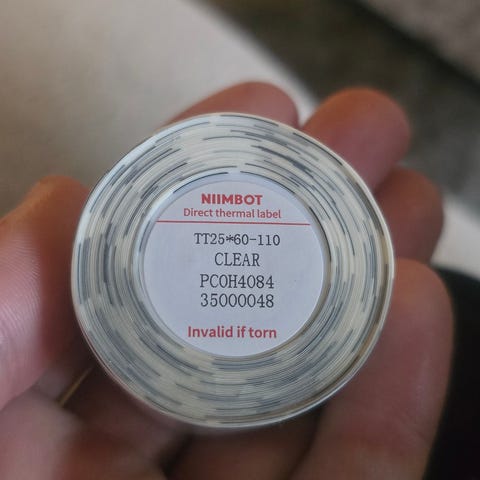 NIIMBOT
Direct thermal label
TT25*60-110
CLEAR
PC0H4084
35000048
Invalid if torn